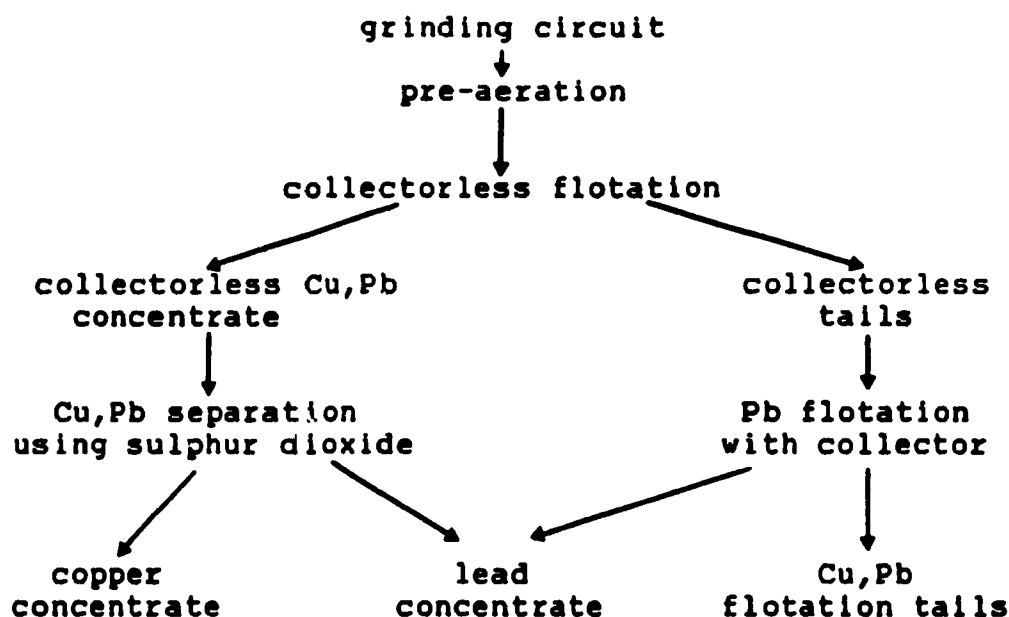 grinding circuit
pre-aeration
collectorless flotation
collectorless Cu,Pb
concentrate
collectorless
tails
Cu,Pb separation
using sulphur dioxide
Pb flotation
with collector
copper
concentrate
lead
concentrate
Cu,Pb
flotation tails